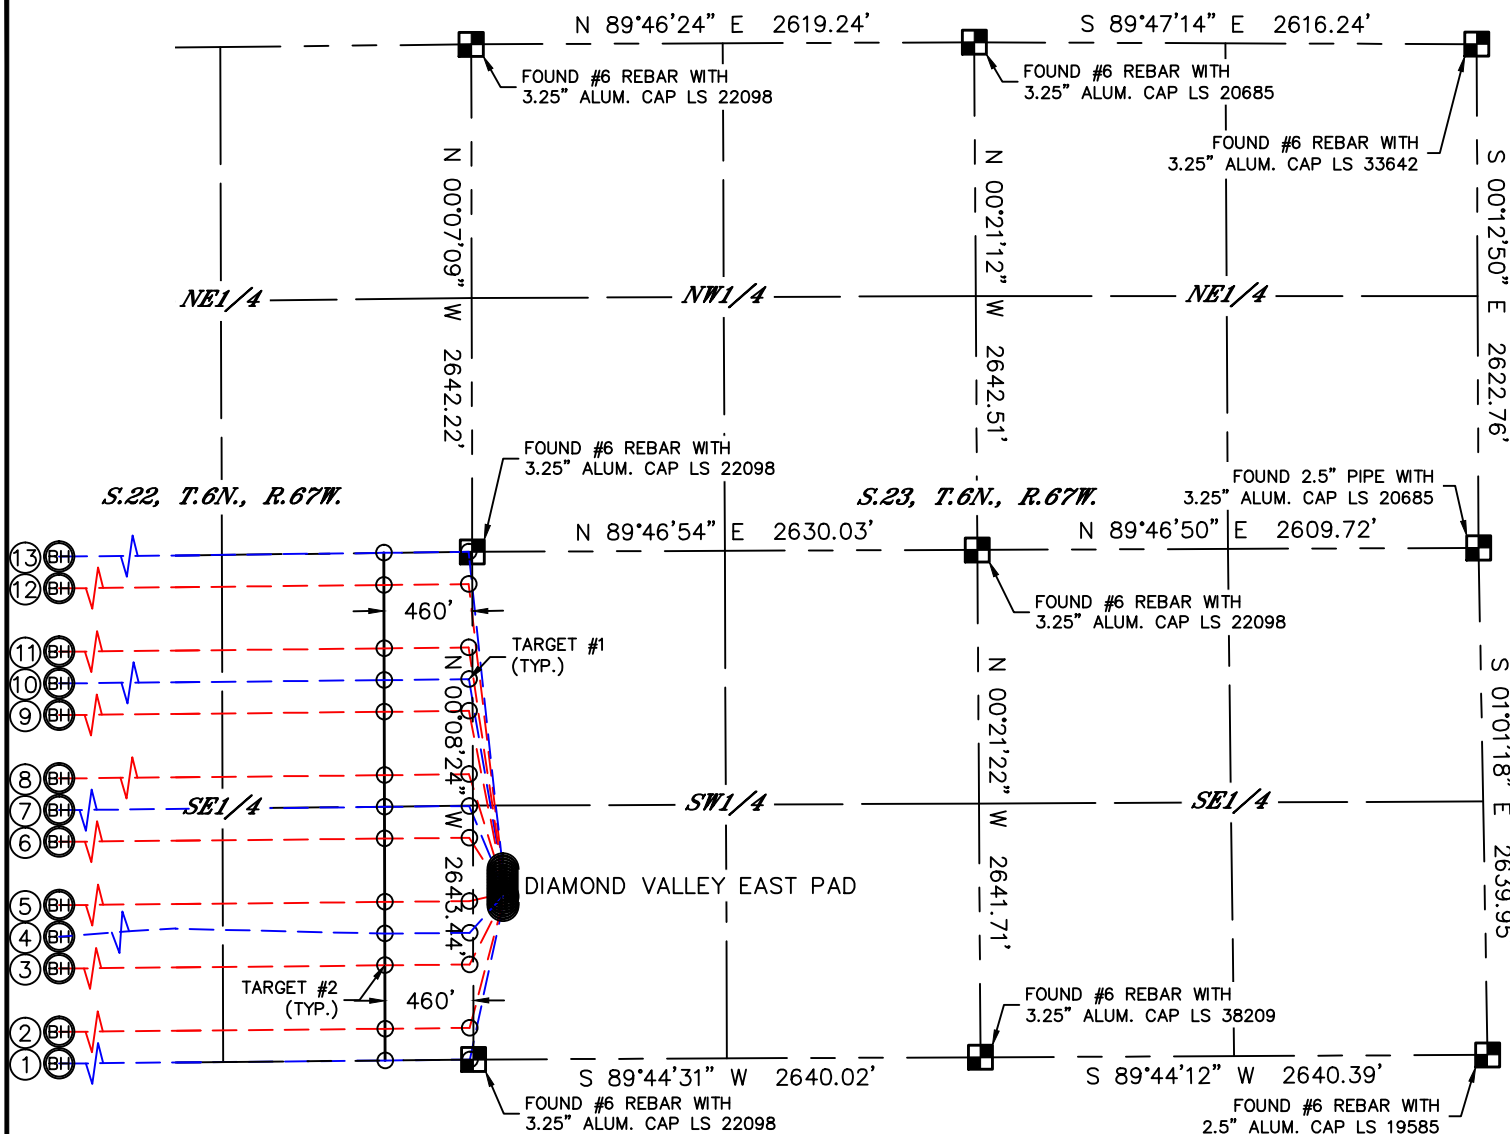 N 89°46'24" E 2619.24'
S 89°47'14" E 2616.24'
FOUND #6 REBAR WITH
3.25" ALUM. CAP LS 22098
FOUND #6 REBAR WITH
3.25" ALUM. CAP LS 20685
FOUND #6 REBAR WITH
3.25" ALUM. CAP LS 33642
N 00°07'09" W 2642.22'
N 00°21'12" W 2642.51'
S 00°12'50" E 2622.76'
NE1/4
NW1/4
NE1/4
FOUND #6 REBAR WITH
3.25" ALUM. CAP LS 22098
FOUND 2.5" PIPE WITH
3.25" ALUM. CAP LS 20685
S.22, T.6N., R.67W.
S.23, T.6N., R.67W.
N 89°46'54" E 2630.03'
N 89°46'50" E 2609.72'
13 BH
12 BH
460'
FOUND #6 REBAR WITH
3.25" ALUM. CAP LS 22098
TARGET #1
(TYP.)
11 BH
10 BH
9 BH
N 00°08'24" W 2643.44'
N 00°21'22" W 2641.71'
S 01°01'18" E 2639.95
8 BH
7 BH
SE1/4
SW1/4
SE1/4
6 BH
DIAMOND VALLEY EAST PAD
5 BH
4 BH
3 BH
TARGET #2
(TYP.)
460'
FOUND #6 REBAR WITH
3.25" ALUM. CAP LS 38209
2 BH
1 BH
S 89°44'31" W 2640.02'
S 89°44'12" W 2640.39'
FOUND #6 REBAR WITH
3.25" ALUM. CAP LS 22098
FOUND #6 REBAR WITH
2.5" ALUM. CAP LS 19585